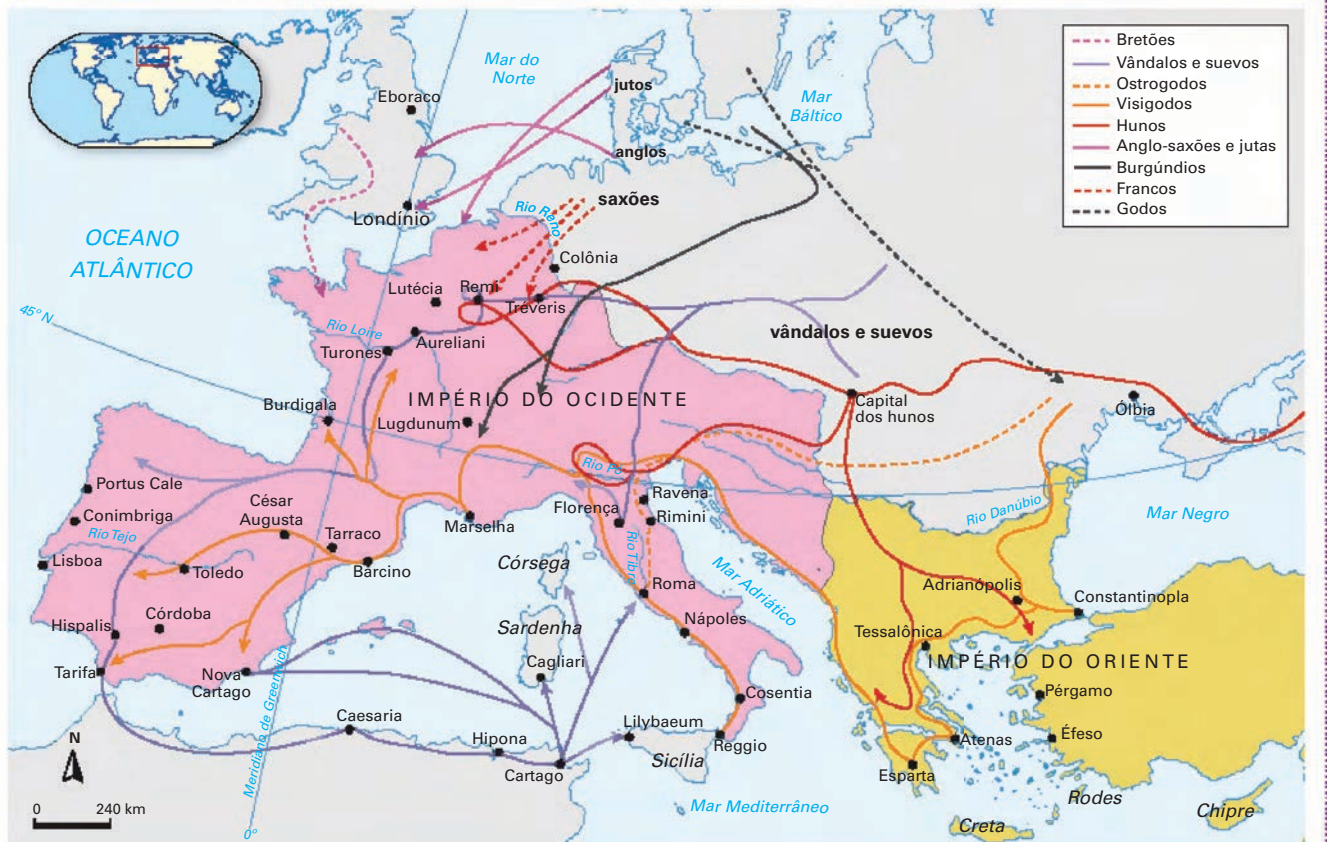 Bretões
Vândalos e suevos
Ostrogodos
Visigodos
Hunos
Anglo-saxões e jutas
Burgúndios
Francos
Godos
Mar do
Norte
Mar
Báltico
jutos
anglos
saxões
Eboraco
Londínio
OCEANO
ATLÂNTICO
Rio Reno
Colônia
Lutécia
Remi
Tréveris
45° N
Rio Loire
Aureliani
Turones
vândalos e suevos
IMPÉRIO DO OCIDENTE
Burdigala
Lugdunum
Capital
dos hunos
Ólbia
Rio Pó
Portus Cale
Conimbriga
César
Augusta
Tarraco
Marselha
Florença
Ravena
Rimini
Rio Danúbio
Mar Negro
Rio Tejo
Lisboa
Toledo
Barcino
Córsega
Rio Tibre
Roma
Mar Adriático
Adrianópolis
Constantinopla
Córdoba
Hispalis
Sardenha
Nápoles
Tessalônica
IMPÉRIO DO ORIENTE
Tarifa
Nova
Cartago
Cagliari
Cosentia
Pérgamo
Meridiano de Greenwich
Caesaria
Hipona
Cartago
Lilybaeum
Sicília
Reggio
Atenas
Éfeso
Esparta
N
0 240 km
0°
Mar Mediterrâneo
Rodes
Creta
Chipre